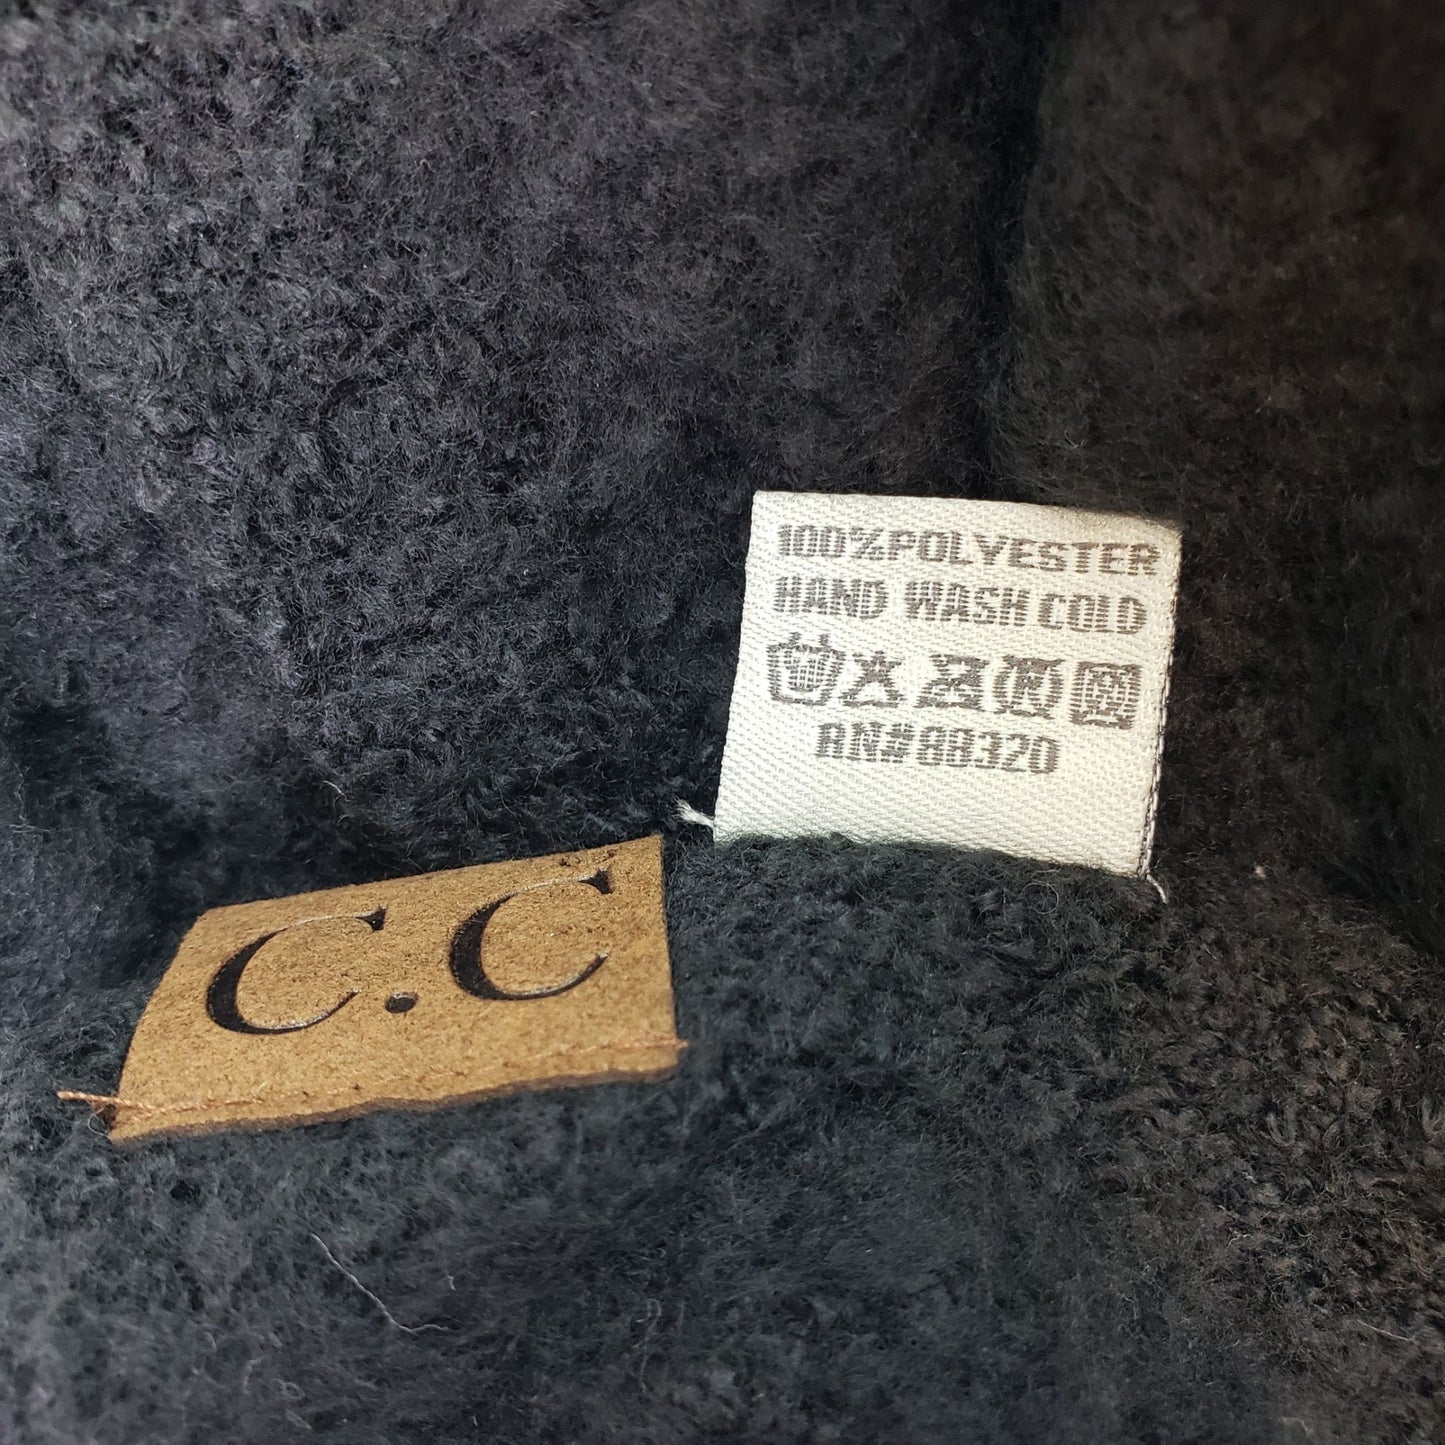 100%POLYESTER
HAND WASH COLD
RN#88320
C.C